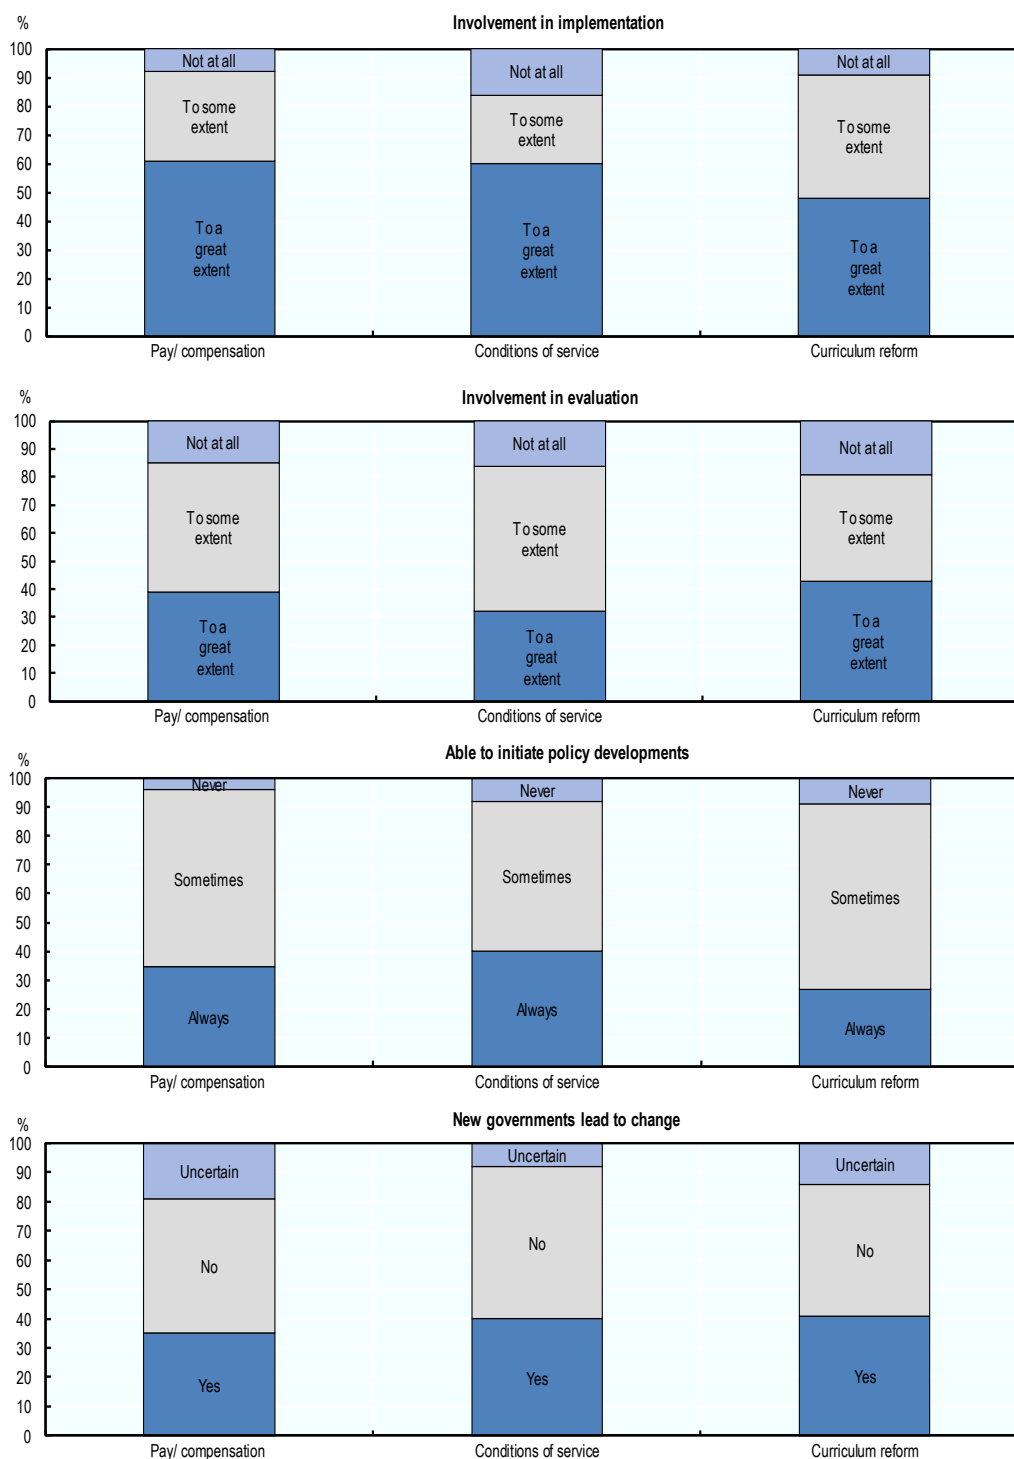 Involvement in implementation
%
100
90
80
70
60
50
40
30
20
10
0
Not at all
To some
extent
To a
great
extent
Not at all
To some
extent
To a
great
extent
Not at all
To some
extent
To a
great
extent
Pay/ compensation
Conditions of service
Curriculum reform
Involvement in evaluation
%
100
90
80
70
60
50
40
30
20
10
0
Not at all
To some
extent
To a
great
extent
Not at all
To some
extent
To a
great
extent
Not at all
To some
extent
To a
great
extent
Pay/ compensation
Conditions of service
Curriculum reform
Able to initiate policy developments
%
100
90
80
70
60
50
40
30
20
10
0
Never
Sometimes
Always
Never
Sometimes
Always
Never
Sometimes
Always
Pay/ compensation
Conditions of service
Curriculum reform
New governments lead to change
%
100
90
80
70
60
50
40
30
20
10
0
Uncertain
No
Yes
Uncertain
No
Yes
Uncertain
No
Yes
Pay/ compensation
Conditions of service
Curriculum reform